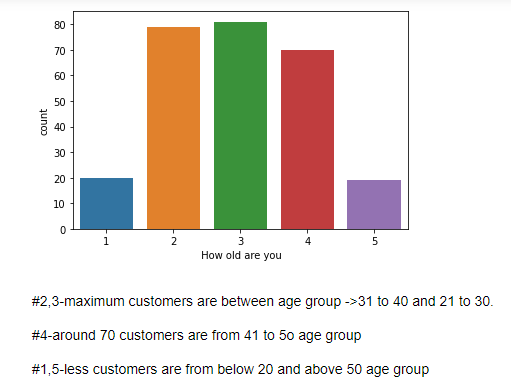 80
70
60
50
40
30
20
10
0
count
1 2 3 4 5
How old are you
#2,3-maximum customers are between age group ->31 to 40 and 21 to 30.
#4-around 70 customers are from 41 to 5o age group
#1,5-less customers are from below 20 and above 50 age group